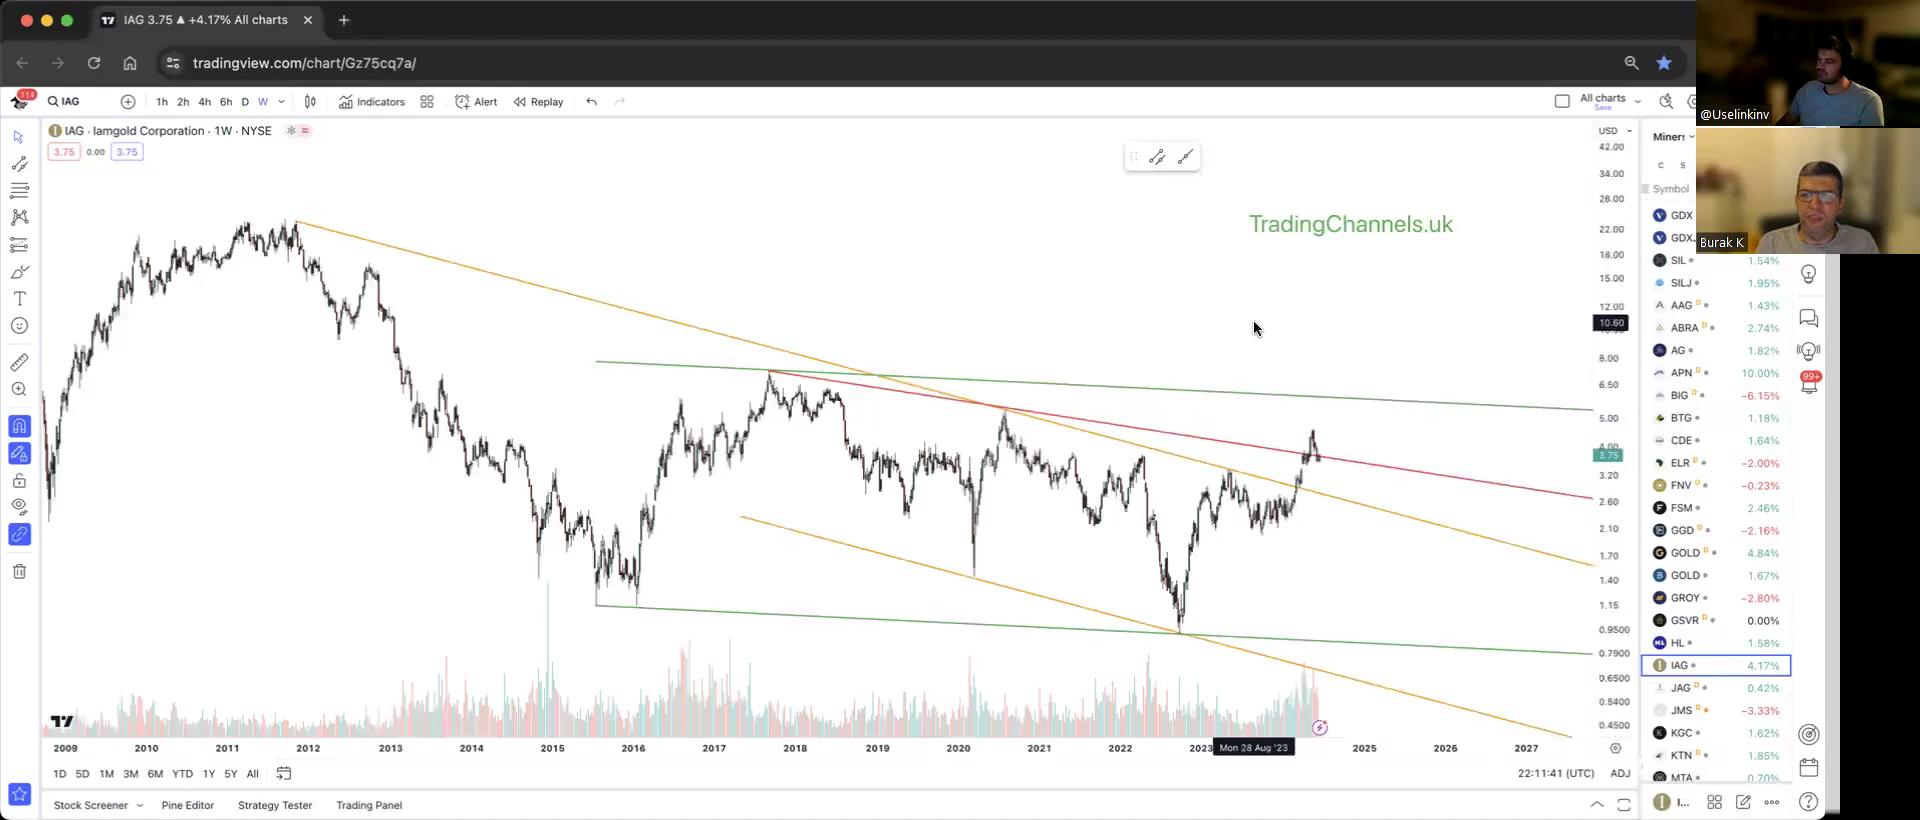 IAG 3.75 ▲ +4.17% All charts
tradingview.com/chart/Gz75cq7a/
114
IAG
1h 2h 4h 6h D W
Indicators
Alert
Replay
All charts
Save
@Uselinkinv
Burak K
IAG · Iamgold Corporation · 1W · NYSE
3.75 0.00 3.75
TradingChannels.uk
USD
42.00
34.00
26.00
22.00
18.00
15.00
12.00
10.60
8.00
6.50
5.00
4.00
3.75
3.20
2.60
2.10
1.70
1.40
1.15
0.9500
0.7900
0.6500
0.5400
0.4500
2009 2010 2011 2012 2013 2014 2015 2016 2017 2018 2019 2020 2021 2022 2023 Mon 28 Aug '23 2025 2026 2027
1D 5D 1M 3M 6M YTD 1Y 5Y All
22:11:41 (UTC) ADJ
Stock Screener Pine Editor Strategy Tester Trading Panel
Miners
C S
Symbol
GDX
GDX
SIL 1.54%
SILJ 1.95%
AAG D 1.43%
ABRA D 2.74%
AG 1.82%
APN D 10.00%
BIG D −6.15%
BTG 1.18%
CDE 1.64%
ELR D −2.00%
FNV D −0.23%
FSM 2.46%
GGD D −2.16%
GOLD D 4.84%
GOLD 1.67%
GROY −2.80%
GSVR D 0.00%
HL 1.58%
IAG 4.17%
JAG D 0.42%
JMS D −3.33%
KGC 1.62%
KTN D 1.85%
MTA 0.70%
I...
99+